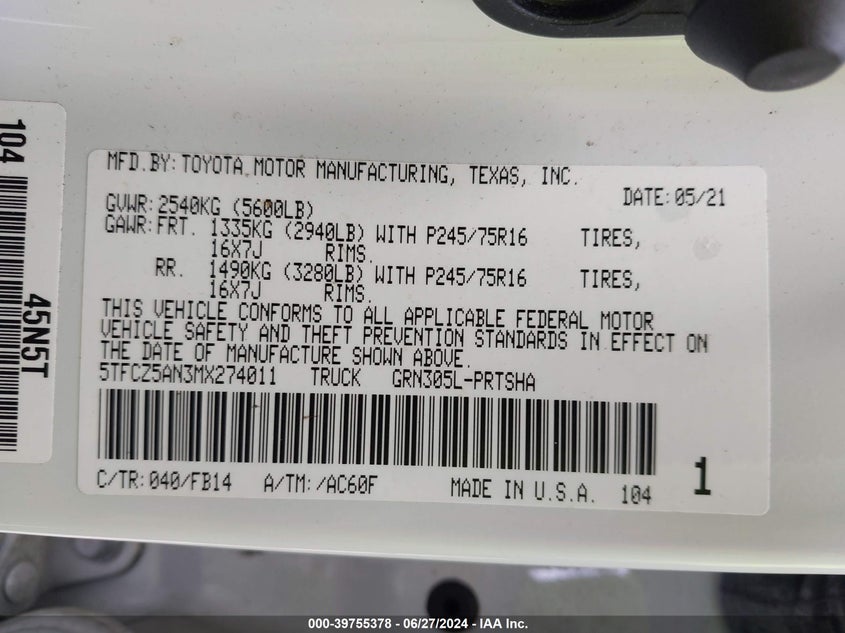 104
45N5T
MFD.BY:TOYOTA MOTOR MANUFACTURING, TEXAS, INC.
DATE:05/21
GVWR:2540KG (5600LB)
GAWR:FRT. 1335KG (2940LB) WITH P245/75R16 TIRES,
16X7J RIMS.
RR. 1490KG (3280LB) WITH P245/75R16 TIRES,
16X7J RIMS.
THIS VEHICLE CONFORMS TO ALL APPLICABLE FEDERAL MOTOR
VEHICLE SAFETY AND THEFT PREVENTION STANDARDS IN EFFECT ON
THE DATE OF MANUFACTURE SHOWN ABOVE.
5TFCZ5AN3MX274011 TRUCK GRN305L-PRTSHA
C/TR:040/FB14 A/TM:/AC60F MADE IN U.S.A. 104
1
000-39755378 | 06/27/2024 - IAA Inc.